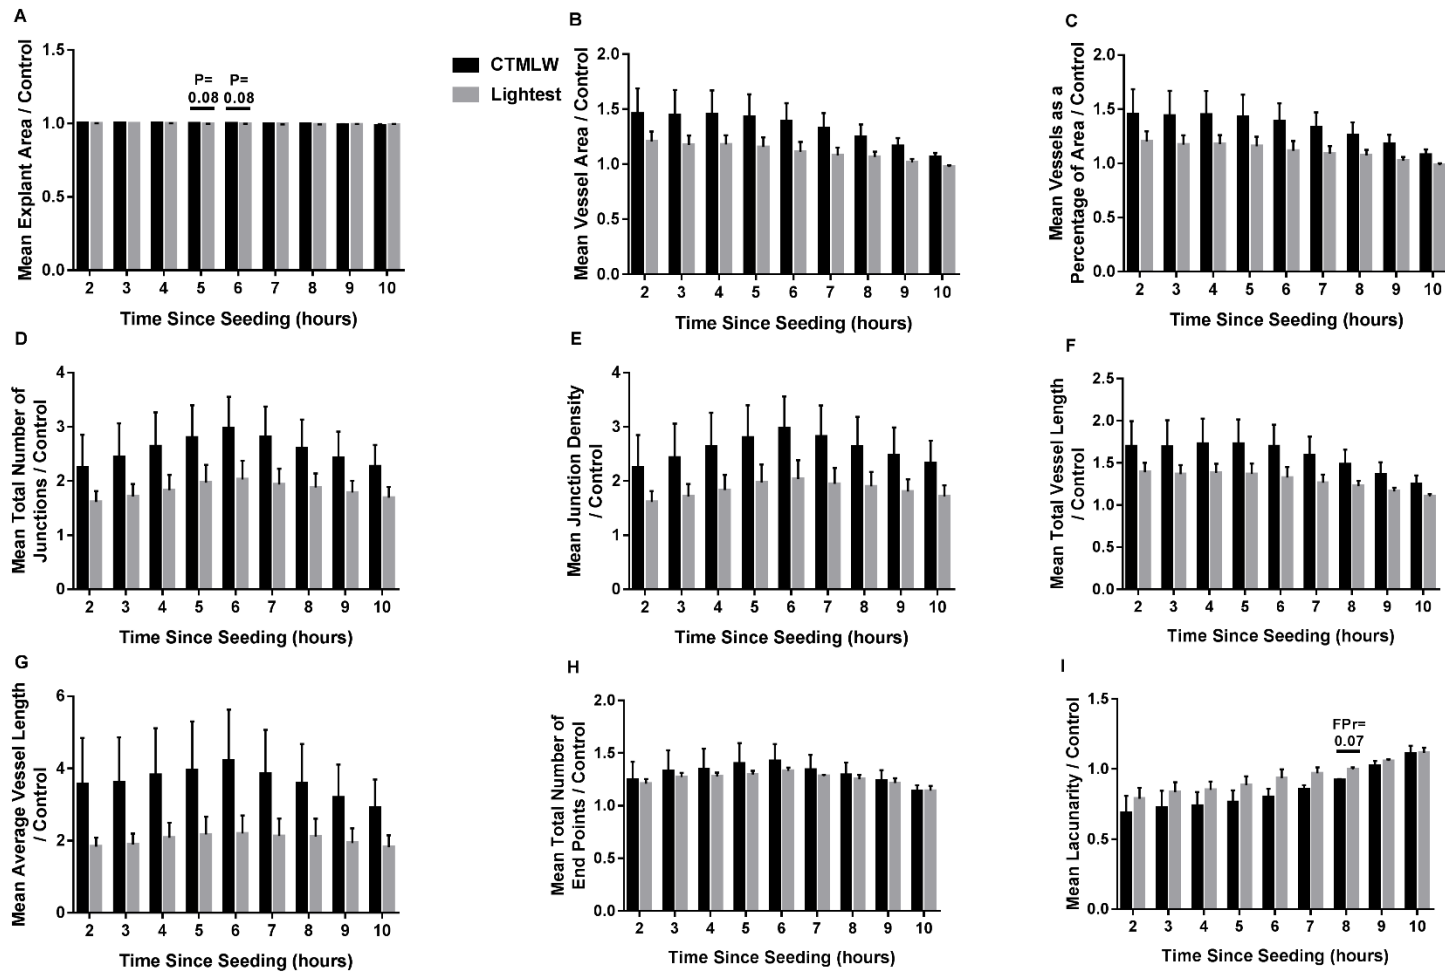 A
Mean Explant Area / Control
1.5
1.0
0.5
0.0
P=
0.08
P=
0.08
2 3 4 5 6 7 8 9 10
Time Since Seeding (hours)
CTMLW
Lightest
B
Mean Vessel Area / Control
2.0
1.5
1.0
0.5
0.0
2 3 4 5 6 7 8 9 10
Time Since Seeding (hours)
C
Mean Vessels as a
Percentage of Area / Control
2.0
1.5
1.0
0.5
0.0
2 3 4 5 6 7 8 9 10
Time Since Seeding (hours)
D
Mean Total Number of
Junctions / Control
4
3
2
1
0
2 3 4 5 6 7 8 9 10
Time Since Seeding (hours)
E
Mean Junction Density
/ Control
4
3
2
1
0
2 3 4 5 6 7 8 9 10
Time Since Seeding (hours)
F
Mean Total Vessel Length
/ Control
2.5
2.0
1.5
1.0
0.5
0.0
2 3 4 5 6 7 8 9 10
Time Since Seeding (hours)
G
Mean Average Vessel Length
/ Control
6
4
2
0
2 3 4 5 6 7 8 9 10
Time Since Seeding (hours)
H
Mean Total Number of
End Points / Control
2.0
1.5
1.0
0.5
0.0
2 3 4 5 6 7 8 9 10
Time Since Seeding (hours)
I
Mean Lacunarity / Control
1.5
1.0
0.5
0.0
FPr=
0.07
2 3 4 5 6 7 8 9 10
Time Since Seeding (hours)